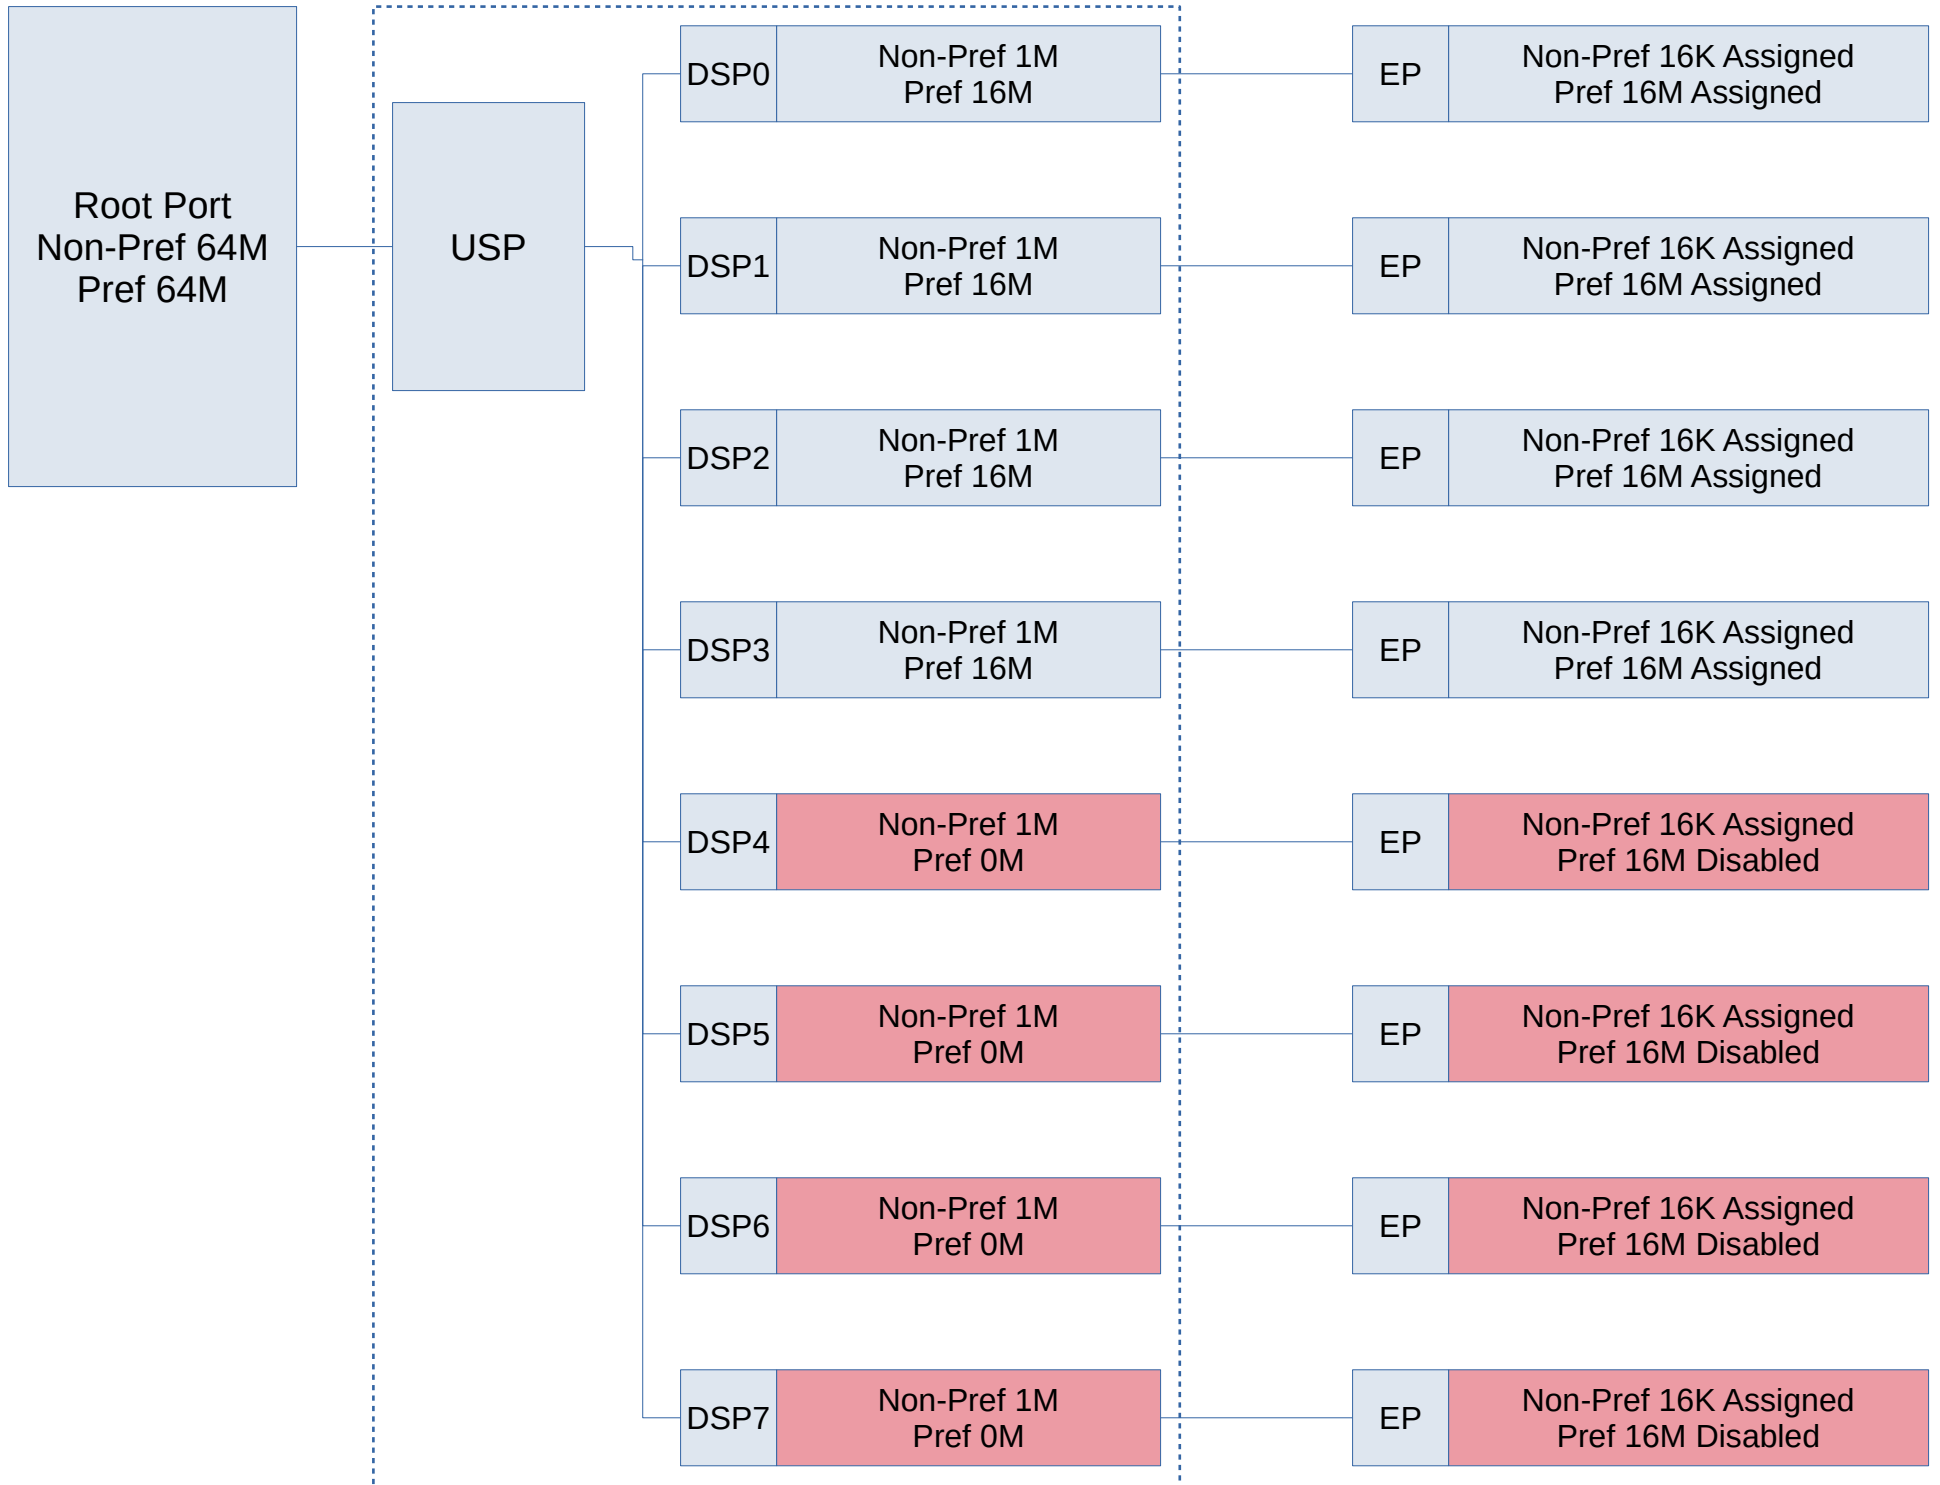 Root Port
Non-Pref 64M
Pref 64M
USP
DSP0
Non-Pref 1M
Pref 16M
EP
Non-Pref 16K Assigned
Pref 16M Assigned
DSP1
Non-Pref 1M
Pref 16M
EP
Non-Pref 16K Assigned
Pref 16M Assigned
DSP2
Non-Pref 1M
Pref 16M
EP
Non-Pref 16K Assigned
Pref 16M Assigned
DSP3
Non-Pref 1M
Pref 16M
EP
Non-Pref 16K Assigned
Pref 16M Assigned
DSP4
Non-Pref 1M
Pref 0M
EP
Non-Pref 16K Assigned
Pref 16M Disabled
DSP5
Non-Pref 1M
Pref 0M
EP
Non-Pref 16K Assigned
Pref 16M Disabled
DSP6
Non-Pref 1M
Pref 0M
EP
Non-Pref 16K Assigned
Pref 16M Disabled
DSP7
Non-Pref 1M
Pref 0M
EP
Non-Pref 16K Assigned
Pref 16M Disabled